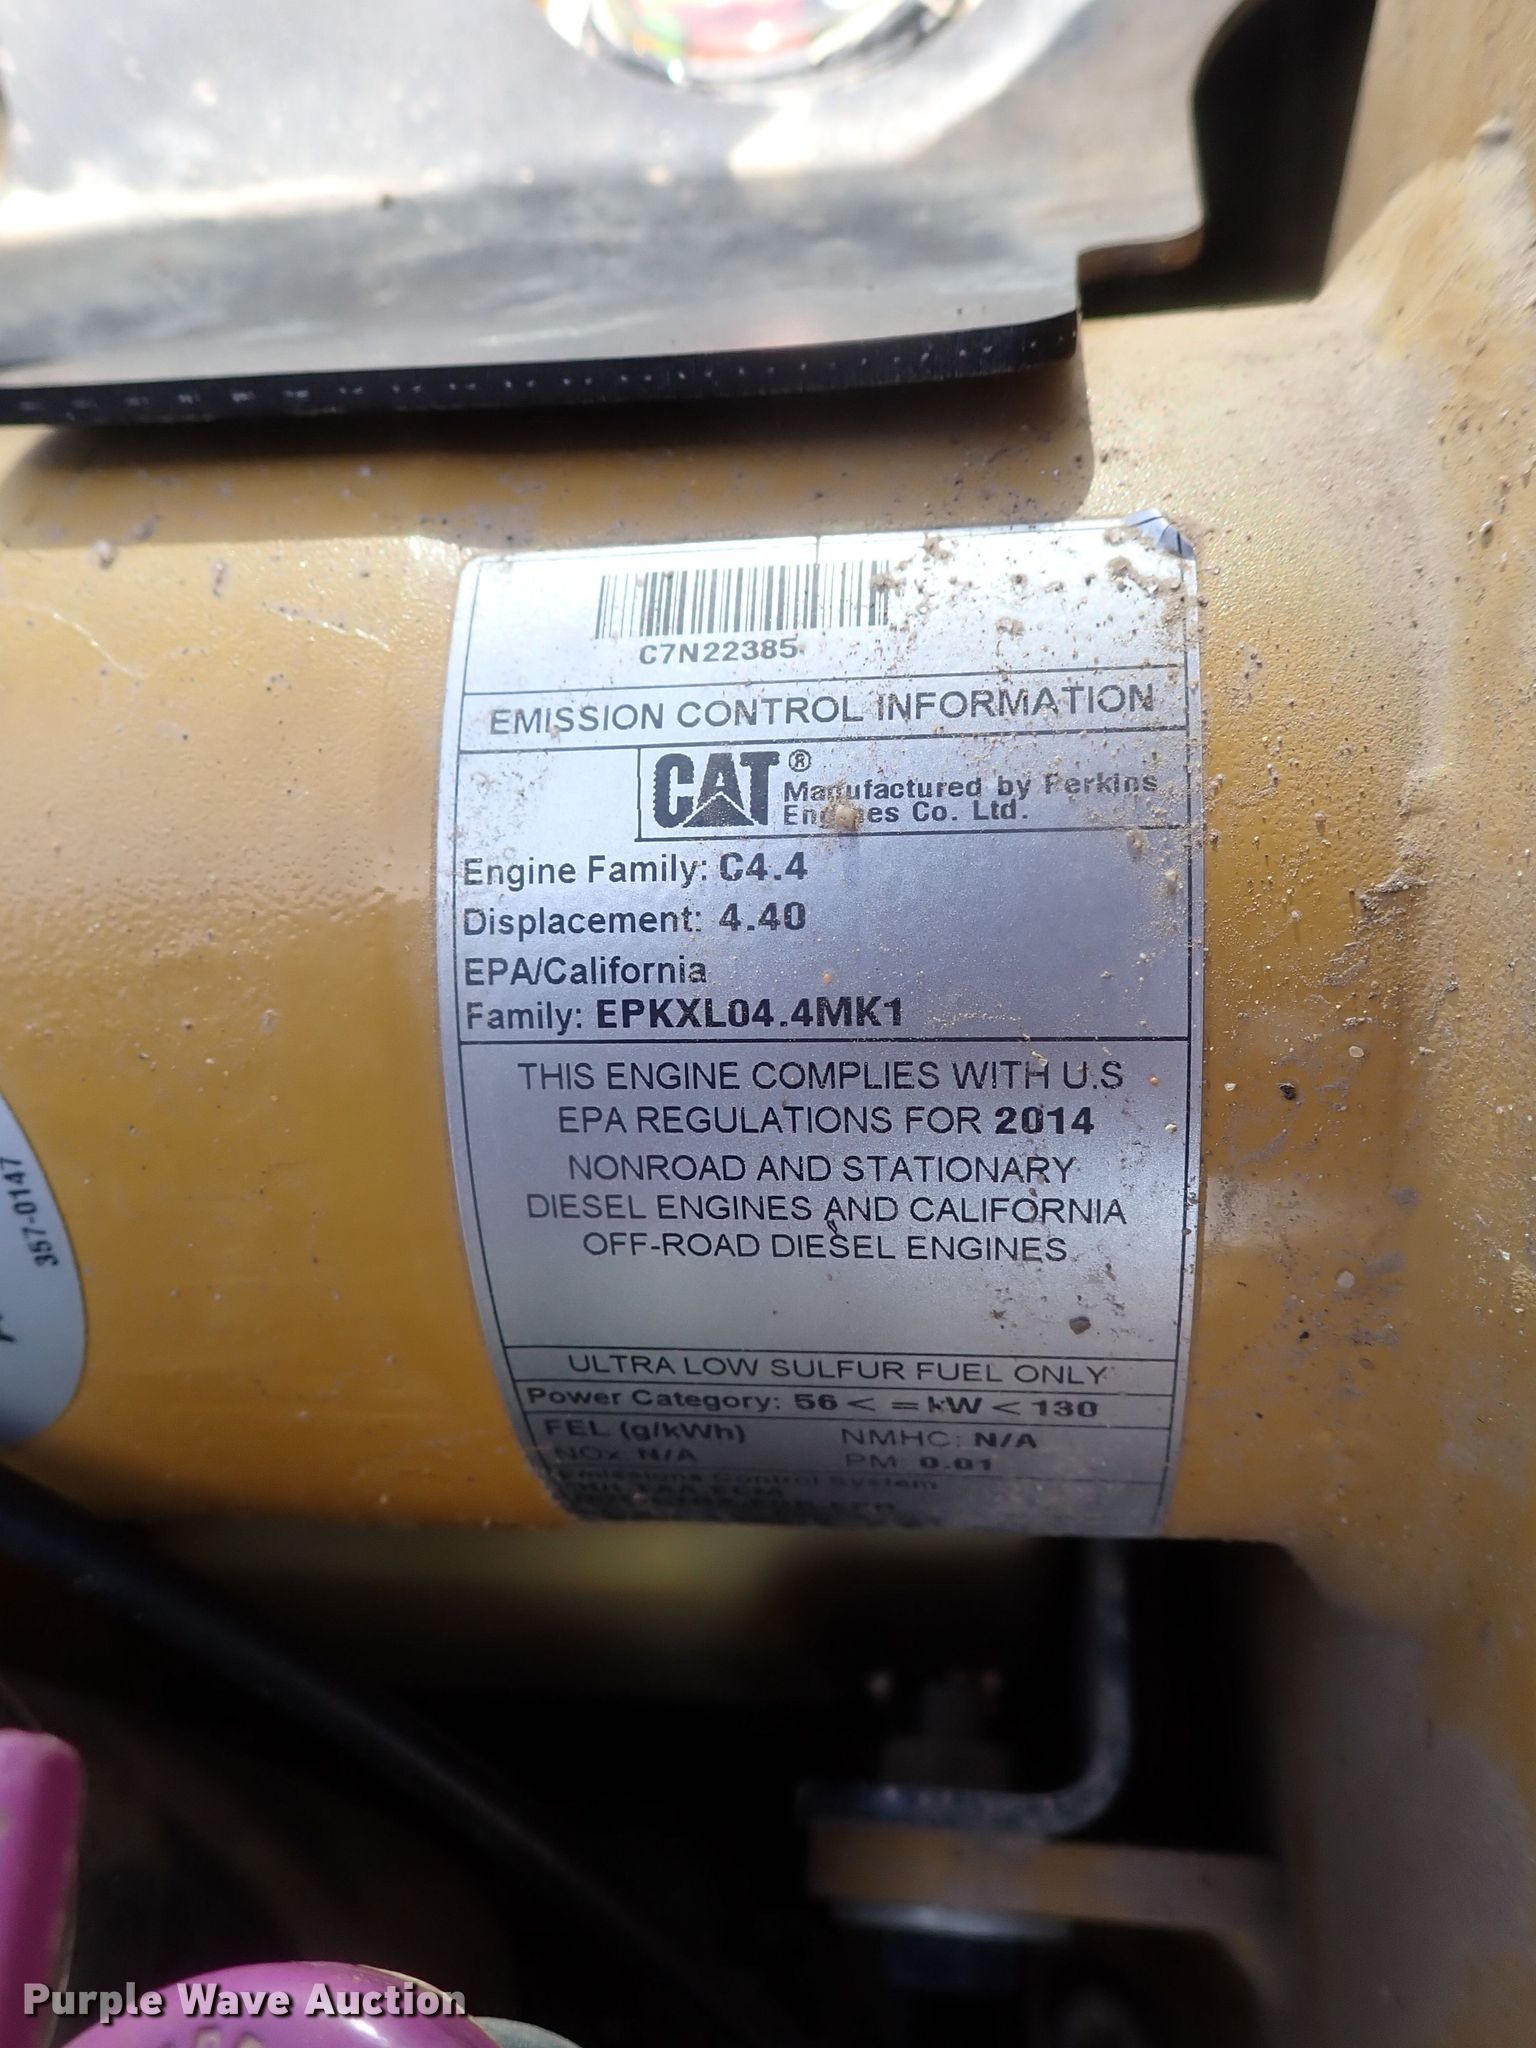 C7N22385
EMISSION CONTROL INFORMATION
CAT®
Manufactured by Perkins
Engines Co. Ltd.
Engine Family: C4.4
Displacement: 4.40
EPA/California
Family: EPKXL04.4MK1
THIS ENGINE COMPLIES WITH U.S
EPA REGULATIONS FOR 2014
NONROAD AND STATIONARY
DIESEL ENGINES AND CALIFORNIA
OFF-ROAD DIESEL ENGINES
ULTRA LOW SULFUR FUEL ONLY
Power Category: 56 < = kW < 130
FEL (g/kWh) NMHC: N/A
NOx N/A PM 0.01
Emissions Control System
357-0147
Purple Wave Auction